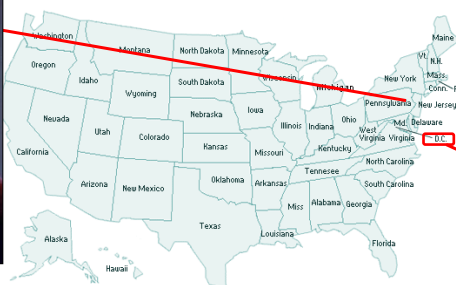 Washington
Montana
North Dakota
Minnesota
Maine
Oregon
Idaho
Wyoming
South Dakota
Wisconsin
Michigan
New York
Vt.
N.H.
Mass.
Conn.
Pennsylvania
New Jersey
Nevada
Utah
Colorado
Nebraska
Iowa
Illinois
Indiana
Ohio
West
Virginia
Virginia
Md.
Delaware
D.C.
California
Kansas
Missouri
Kentucky
North Carolina
Arizona
New Mexico
Oklahoma
Arkansas
Tennessee
South Carolina
Texas
Louisiana
Miss
Alabama
Georgia
Florida
Alaska
Hawaii